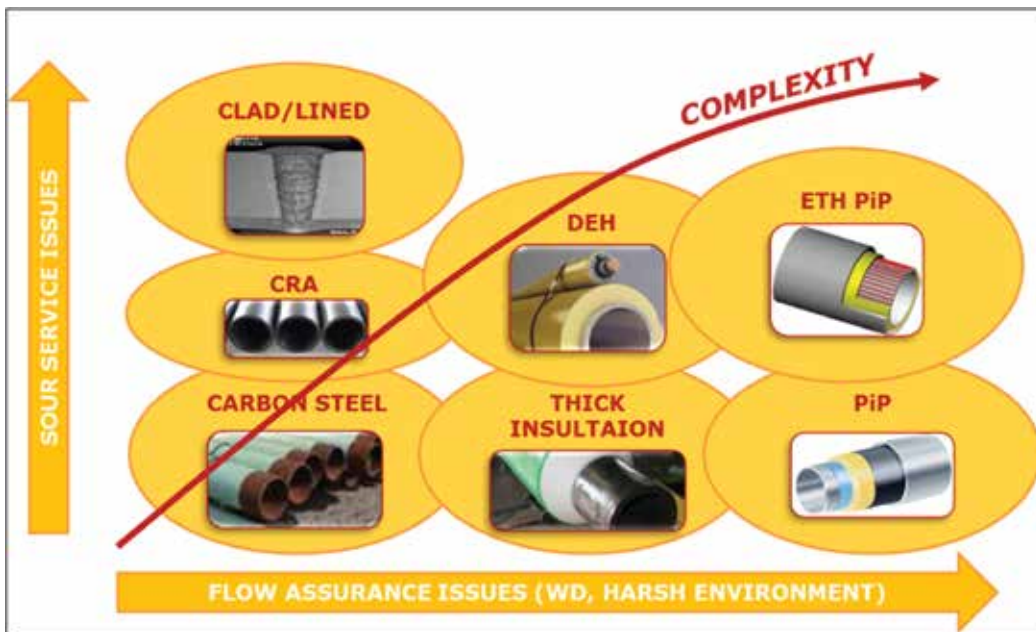 COMPLEXITY
CLAD/LINED
ETH PiP
DEH
CRA
CARBON STEEL
THICK
INSULTAION
PiP
SOUR SERVICE ISSUES
FLOW ASSURANCE ISSUES (WD, HARSH ENVIRONMENT)